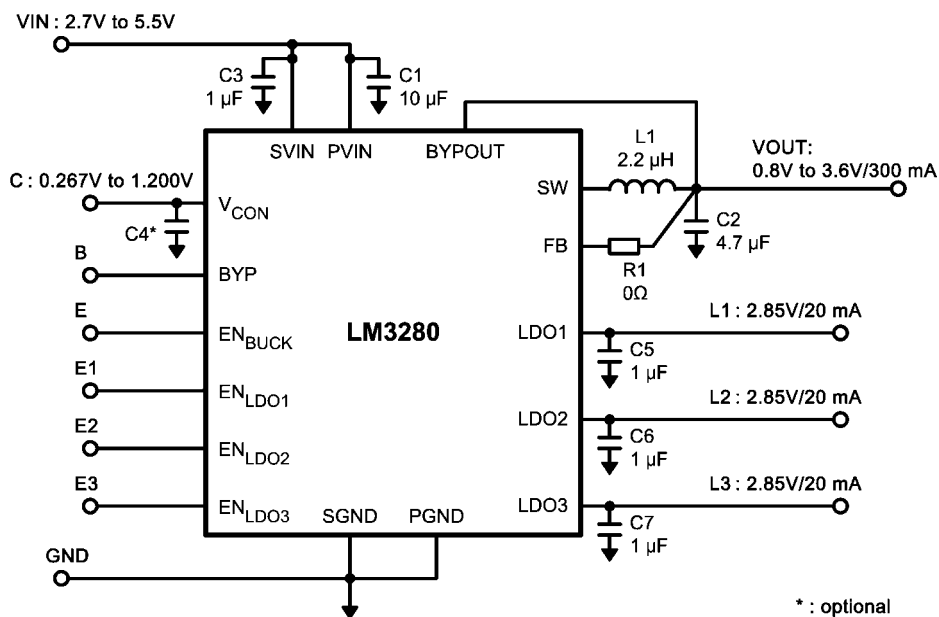 VIN : 2.7V to 5.5V
C3
1 µF
C1
10 µF
SVIN PVIN
BYPOUT
L1
2.2 µH
VOUT:
0.8V to 3.6V/300 mA
C : 0.267V to 1.200V
VCON
SW
C4*
C2
4.7 µF
B
BYP
FB
R1
0Ω
E
ENBUCK
LM3280
LDO1
L1 : 2.85V/20 mA
C5
1 µF
E1
ENLDO1
E2
ENLDO2
LDO2
L2 : 2.85V/20 mA
C6
1 µF
E3
ENLDO3
SGND
PGND
LDO3
L3 : 2.85V/20 mA
C7
1 µF
GND
* : optional